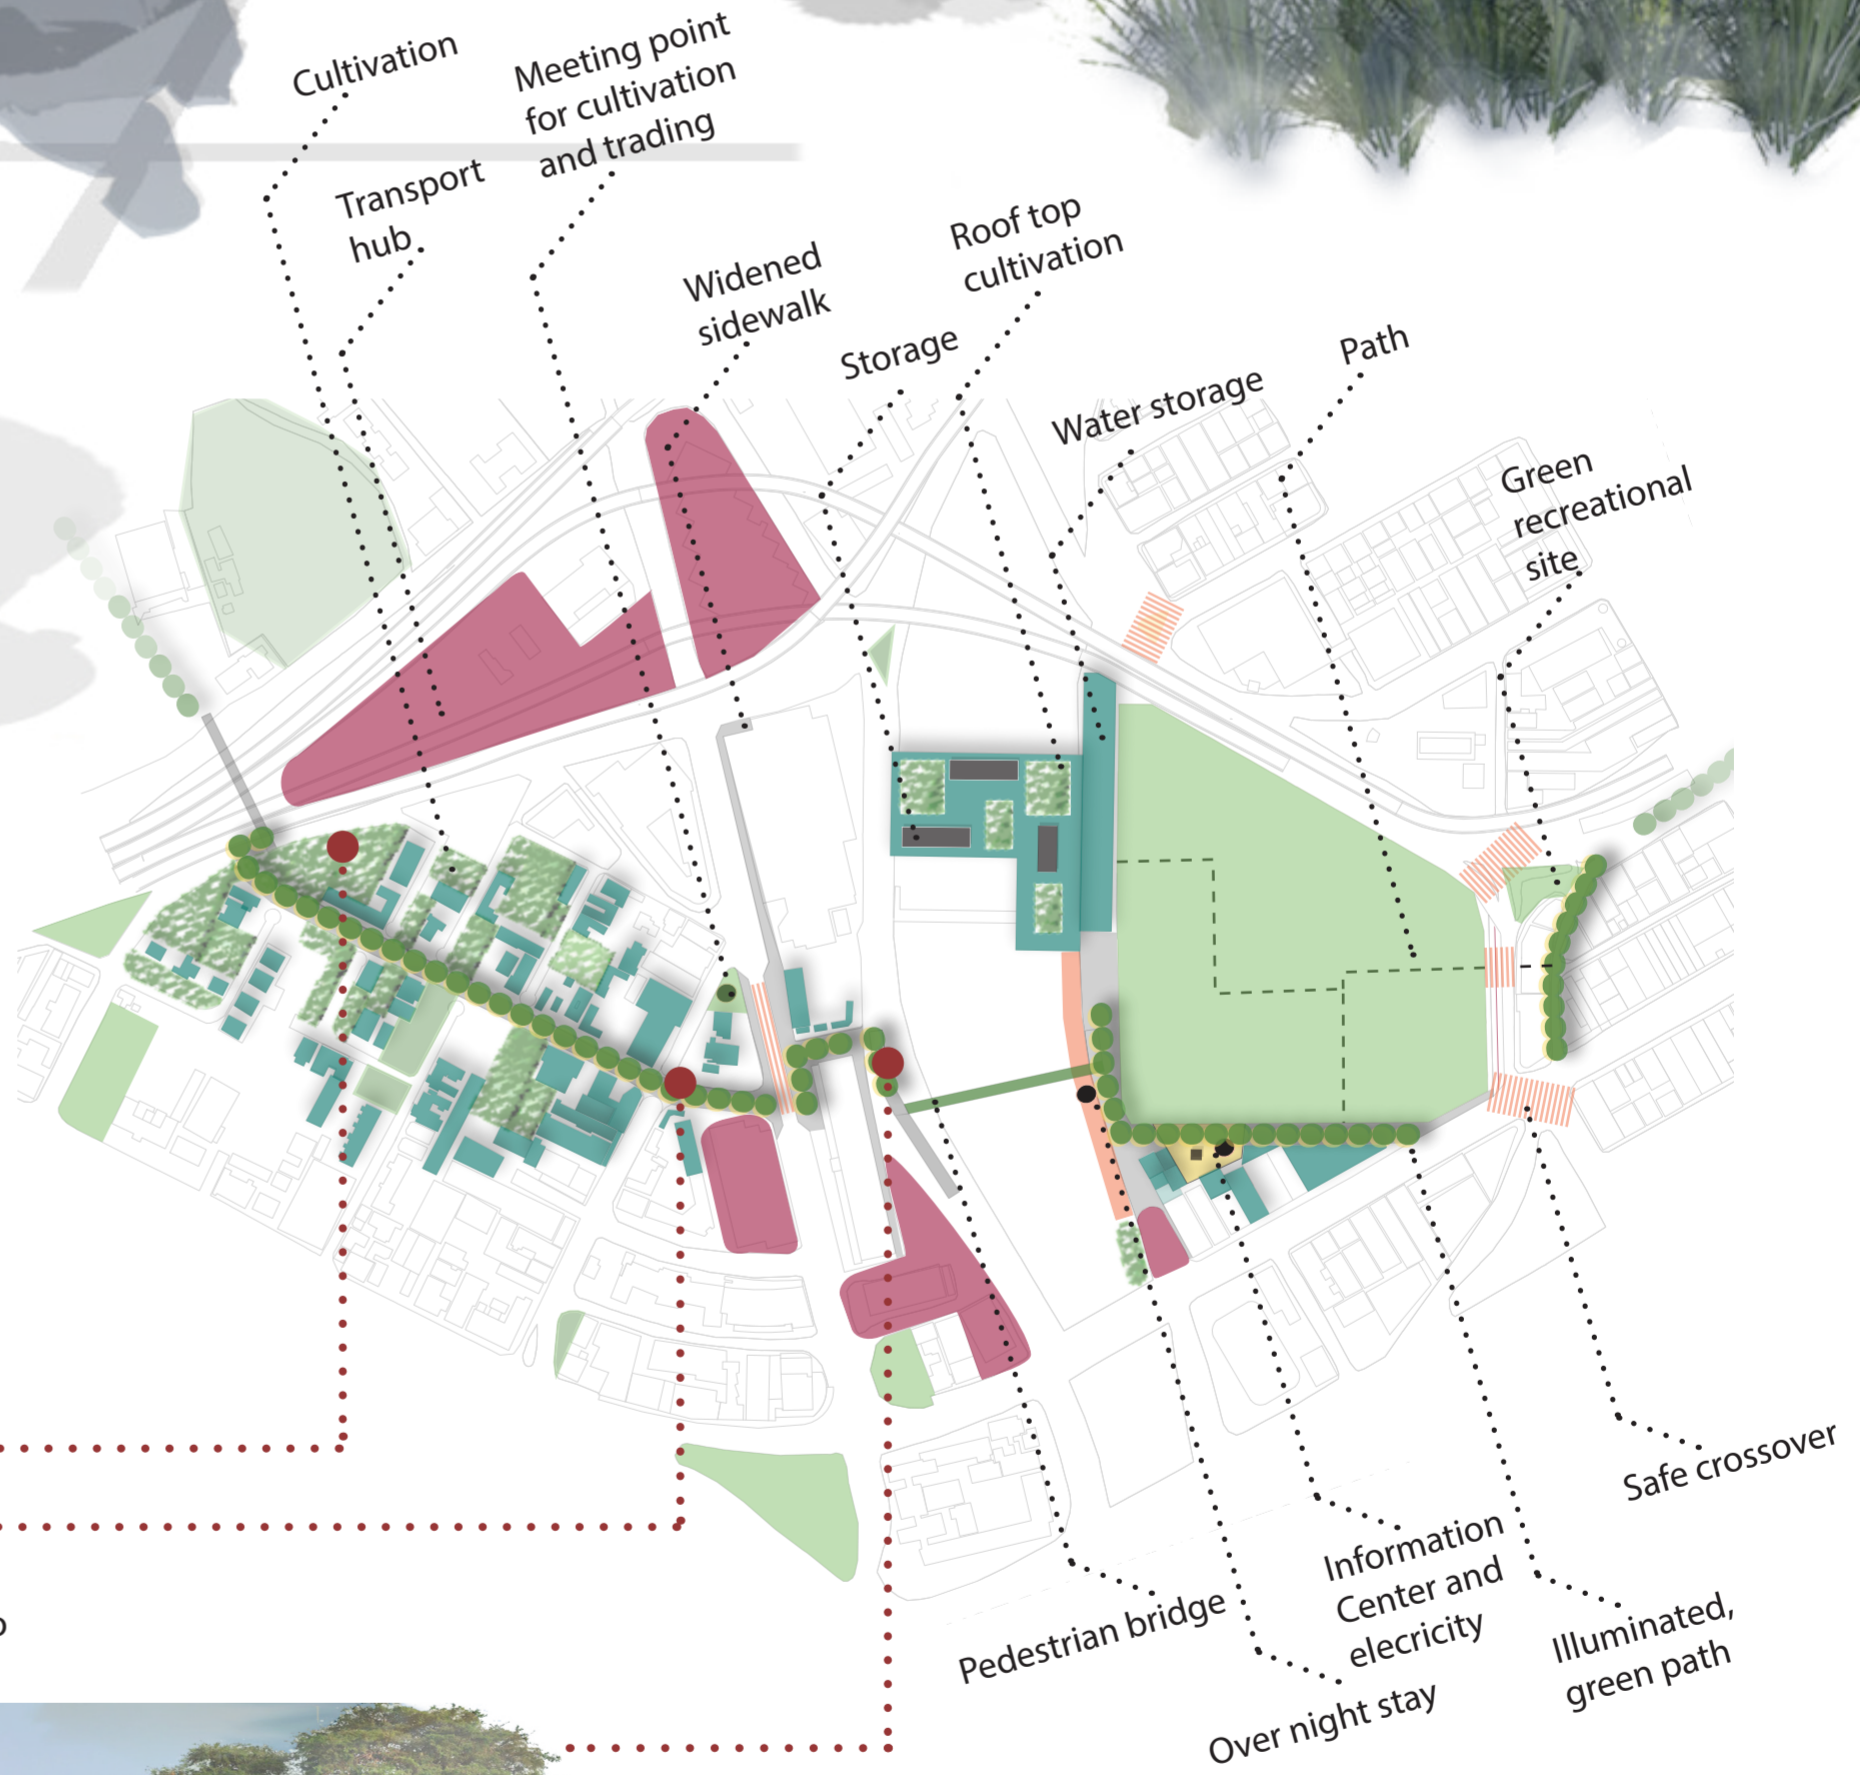 Cultivation
Meeting point
for cultivation
and trading
Transport
hub
Widened
sidewalk
Storage
Roof top
cultivation
Water storage
Path
Green
recreational
site
Safe crossover
Information
Center and
elecricity
Illuminated,
green path
Pedestrian bridge
Over night stay